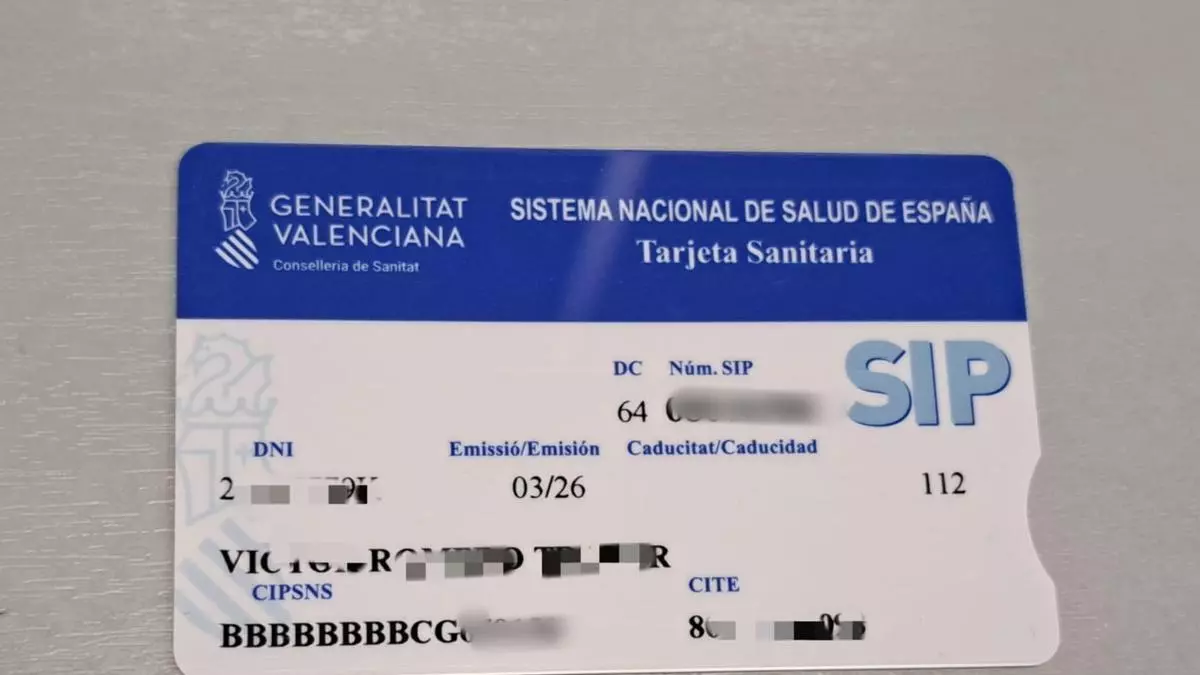 GENERALITAT
VALENCIANA
Conselleria de Sanitat
SISTEMA NACIONAL DE SALUD DE ESPAÑA
Tarjeta Sanitaria
SIP
DC Núm. SIP
64
DNI Emissió/Emisión Caducitat/Caducidad
03/26 112
CIPSNS CITE